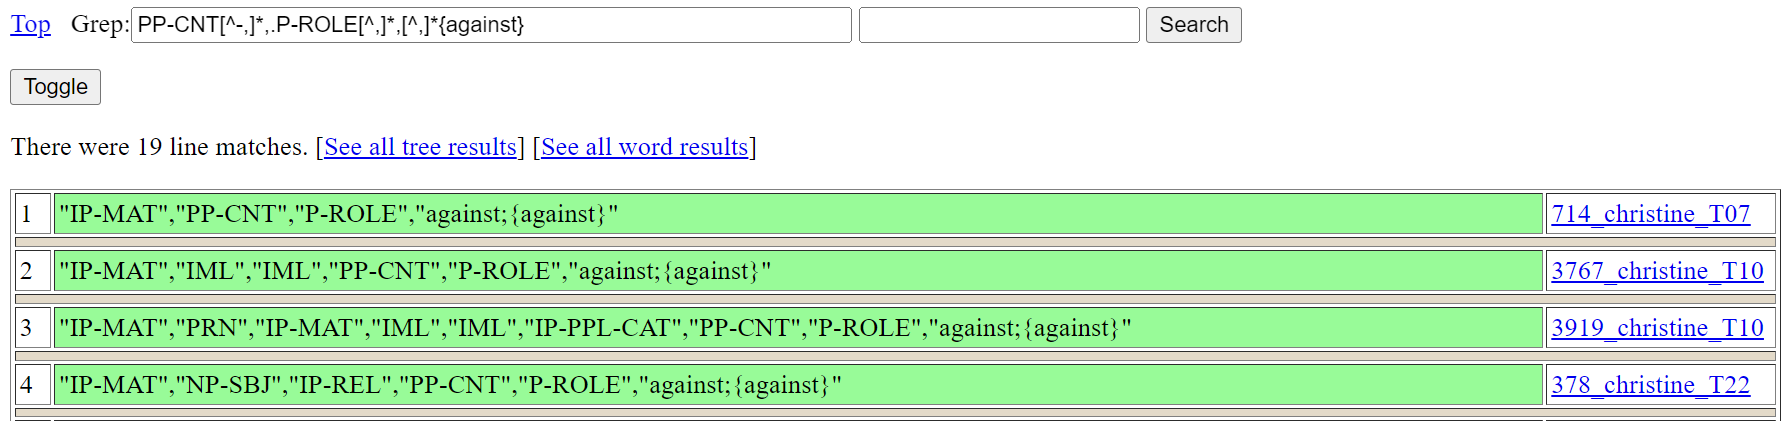 Top Grep: PP-CNT[^-,]*,.P-ROLE[^,]*,[^,]*{against} Search
Toggle
There were 19 line matches. [See all tree results] [See all word results]
1 "IP-MAT","PP-CNT","P-ROLE","against;{against}" 714_christine_T07
2 "IP-MAT","IML","IML","PP-CNT","P-ROLE","against;{against}" 3767_christine_T10
3 "IP-MAT","PRN","IP-MAT","IML","IML","IP-PPL-CAT","PP-CNT","P-ROLE","against;{against}" 3919_christine_T10
4 "IP-MAT","NP-SBJ","IP-REL","PP-CNT","P-ROLE","against;{against}" 378_christine_T22